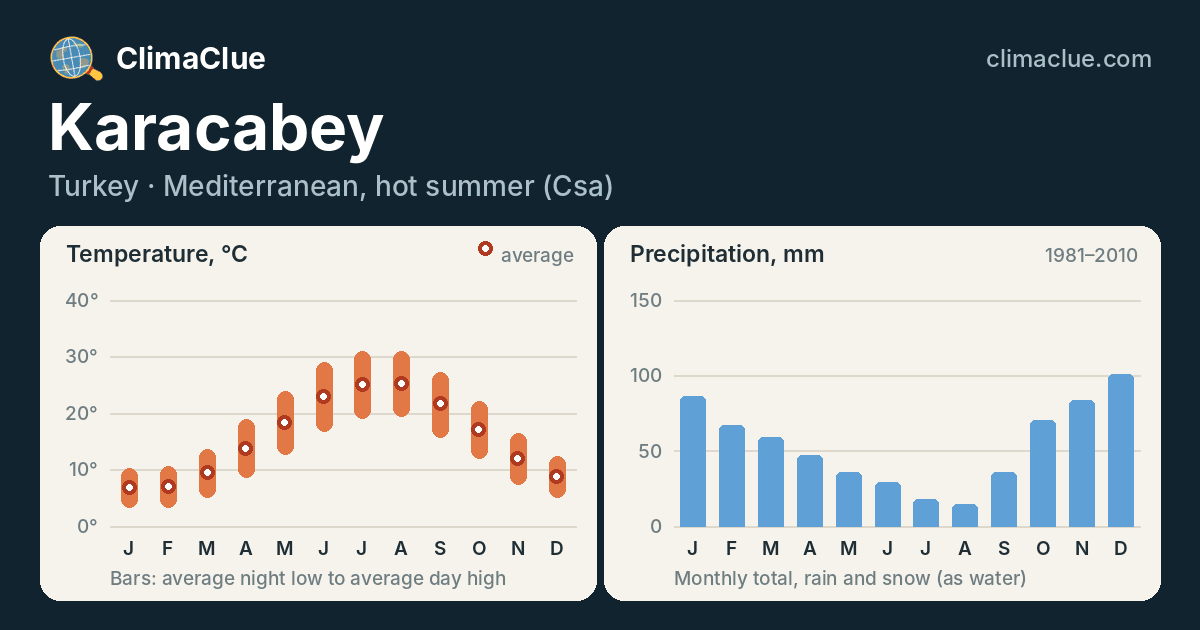 ClimaClue
climaclue.com
Karacabey
Turkey · Mediterranean, hot summer (Csa)
Temperature, °C
average
40°
30°
20°
10°
0°
J F M A M J J A S O N D
Bars: average night low to average day high
Precipitation, mm
1981–2010
150
100
50
0
J F M A M J J A S O N D
Monthly total, rain and snow (as water)